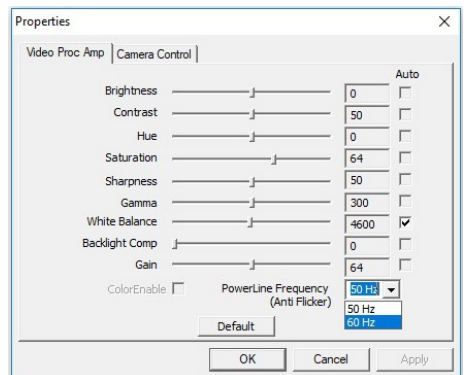 Properties
Video Proc Amp Camera Control
Auto
Brightness 0
Contrast 50
Hue 0
Saturation 64
Sharpness 50
Gamma 300
White Balance 4600
Backlight Comp 0
Gain 64
ColorEnable PowerLine Frequency 50 Hz
(Anti Flicker)
50 Hz
60 Hz
Default
OK Cancel Apply